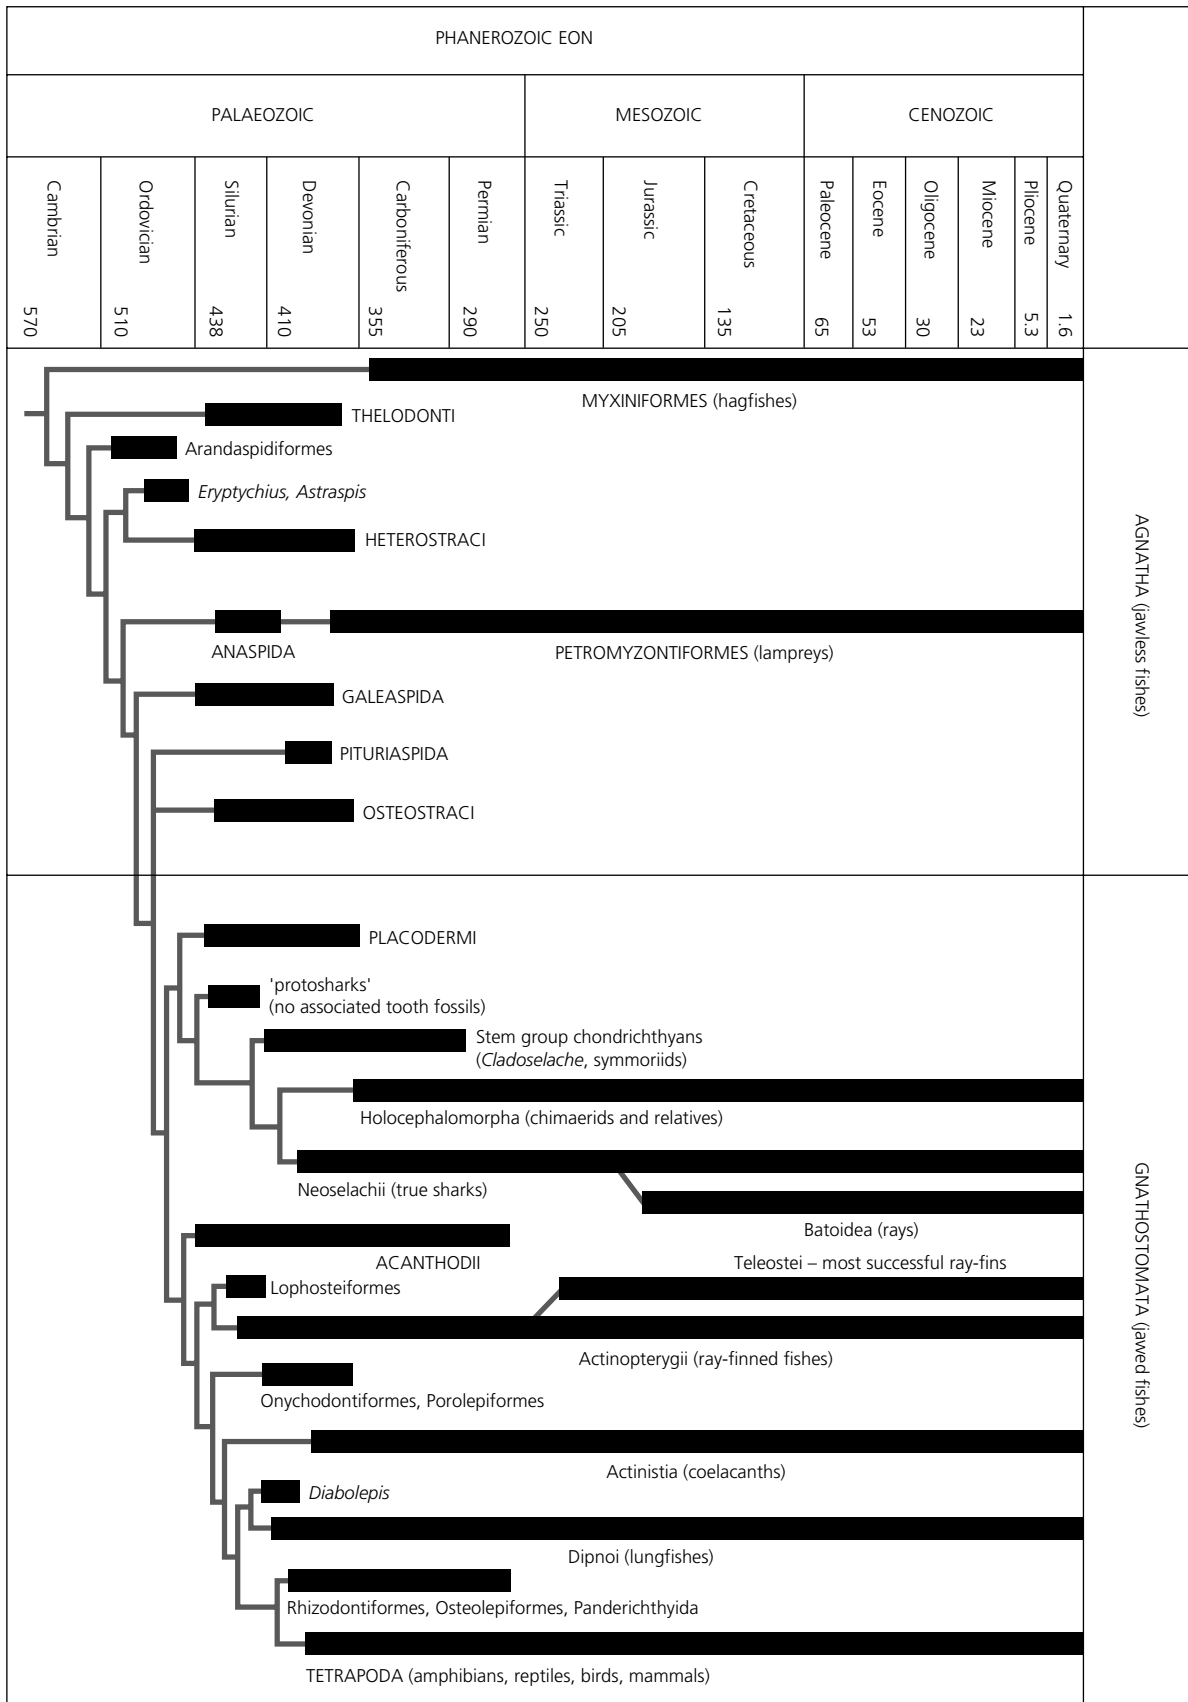 PHANEROZOIC EON
PALAEOZOIC
MESOZOIC
CENOZOIC
Cambrian
570
Ordovician
510
Silurian
438
Devonian
410
Carboniferous
355
Permian
290
Triassic
250
Jurassic
205
Cretaceous
135
Paleocene
65
Eocene
53
Oligocene
30
Miocene
23
Pliocene
5.3
Quaternary
1.6
AGNATHA (jawless fishes)
MYXINIFORMES (hagfishes)
THELODONTI
Arandaspidiformes
Eryptychius, Astraspis
HETEROSTRACI
ANASPIDA
PETROMYZONTIFORMES (lampreys)
GALEASPIDA
PITURIASPIDA
OSTEOSTRACI
GNATHOSTOMATA (jawed fishes)
PLACODERMI
'protosharks'
(no associated tooth fossils)
Stem group chondrichthyans
(Cladoselache, symmoriids)
Holocephalomorpha (chimaerids and relatives)
Neoselachii (true sharks)
Batoidea (rays)
ACANTHODII
Teleostei – most successful ray-fins
Lophosteiformes
Actinopterygii (ray-finned fishes)
Onychodontiformes, Porolepiformes
Actinistia (coelacanths)
Diabolepis
Dipnoi (lungfishes)
Rhizodontiformes, Osteolepiformes, Panderichthyida
TETRAPODA (amphibians, reptiles, birds, mammals)